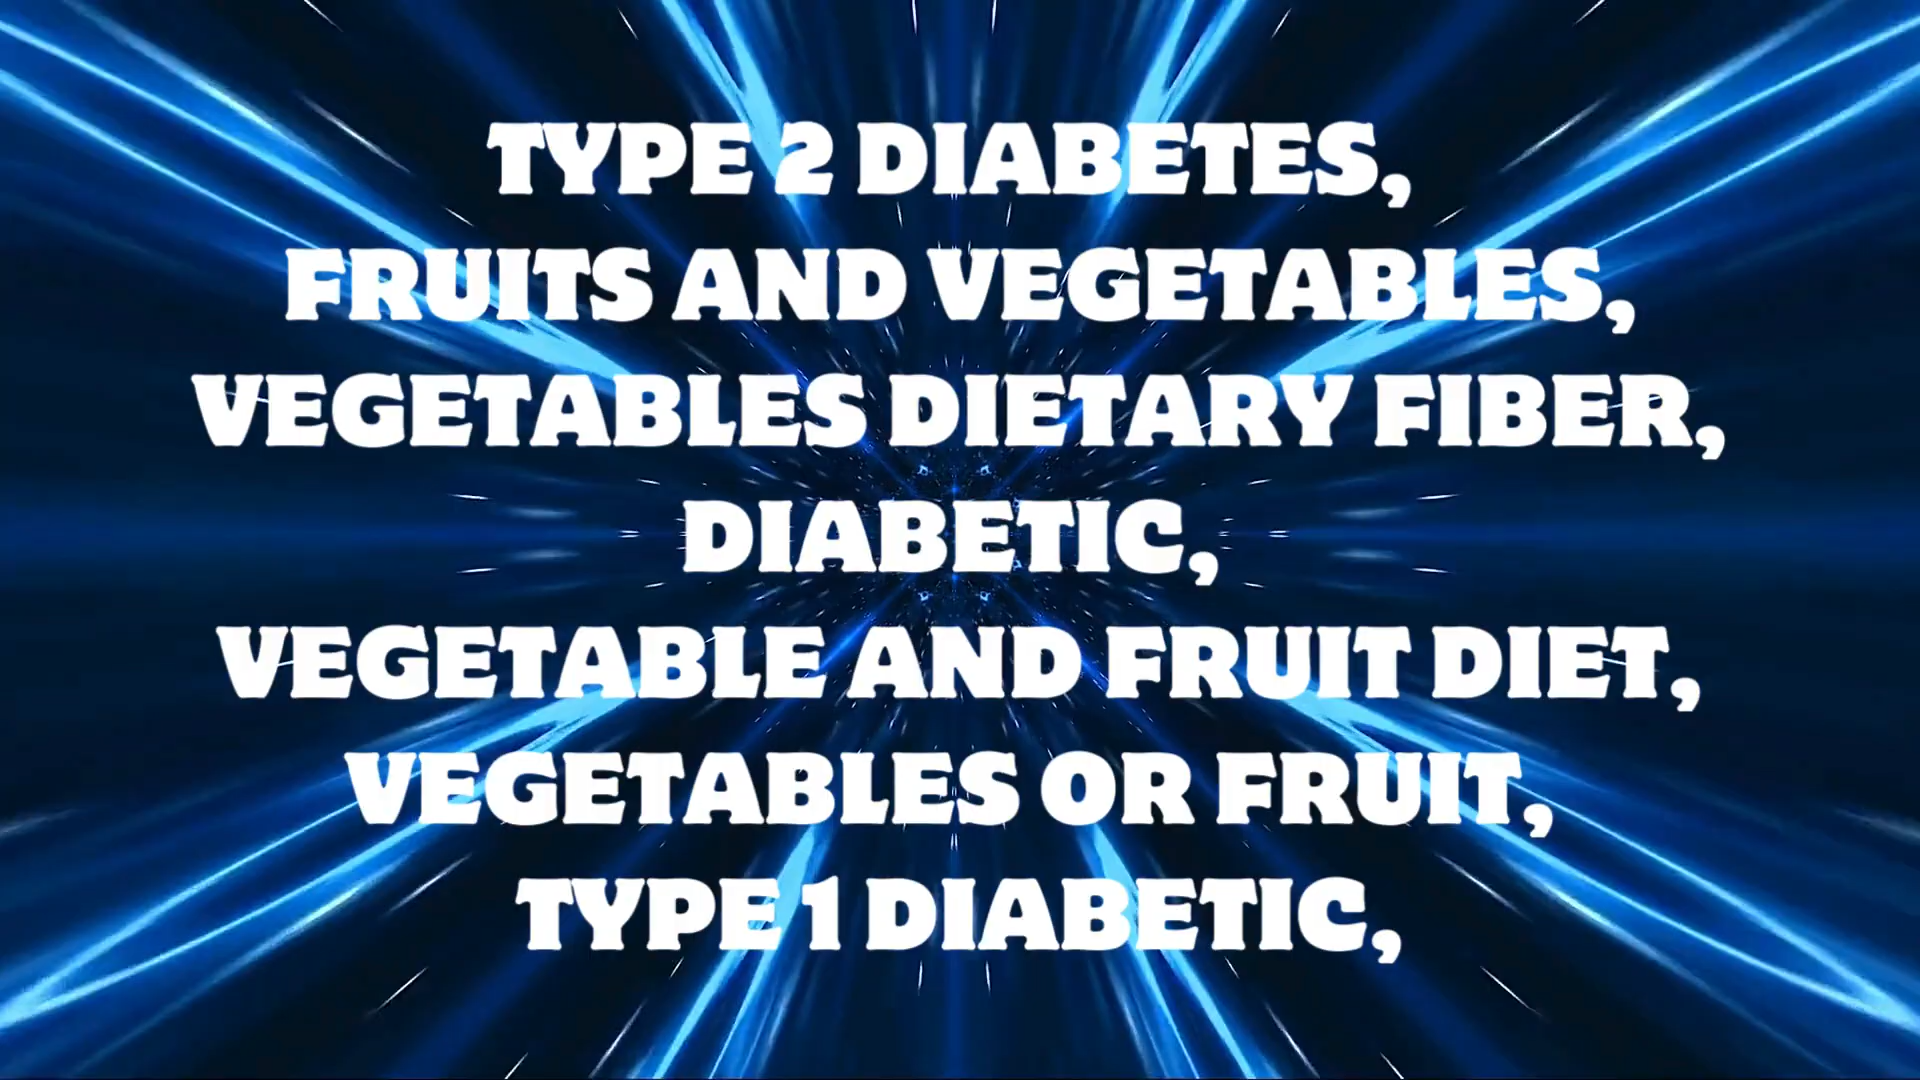 TYPE 2 DIABETES,
FRUITS AND VEGETABLES,
VEGETABLES DIETARY FIBER,
DIABETIC,
VEGETABLE AND FRUIT DIET,
VEGETABLES OR FRUIT,
TYPE 1 DIABETIC,